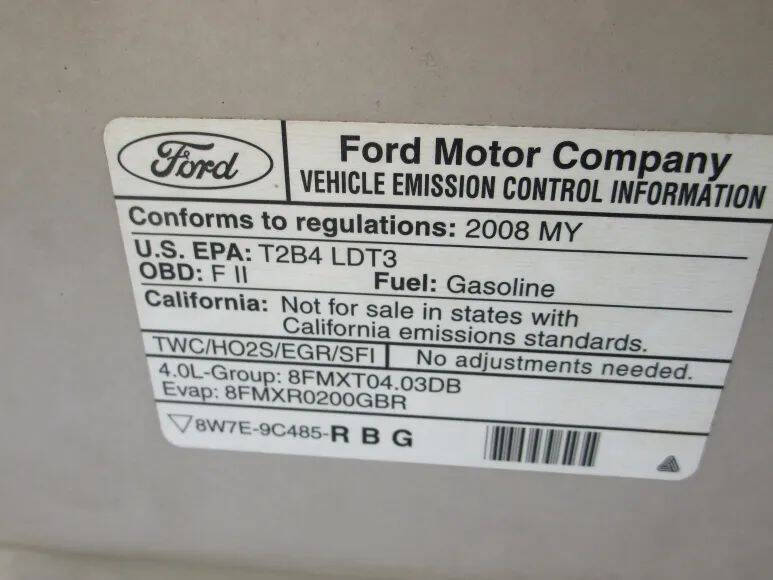 Ford
Ford Motor Company
VEHICLE EMISSION CONTROL INFORMATION
Conforms to regulations: 2008 MY
U.S. EPA: T2B4 LDT3
OBD: F II Fuel: Gasoline
California: Not for sale in states with
California emissions standards.
TWC/HO2S/EGR/SFI No adjustments needed.
4.0L-Group: 8FMXT04.03DB
Evap: 8FMXR0200GBR
8W7E-9C485-R B G